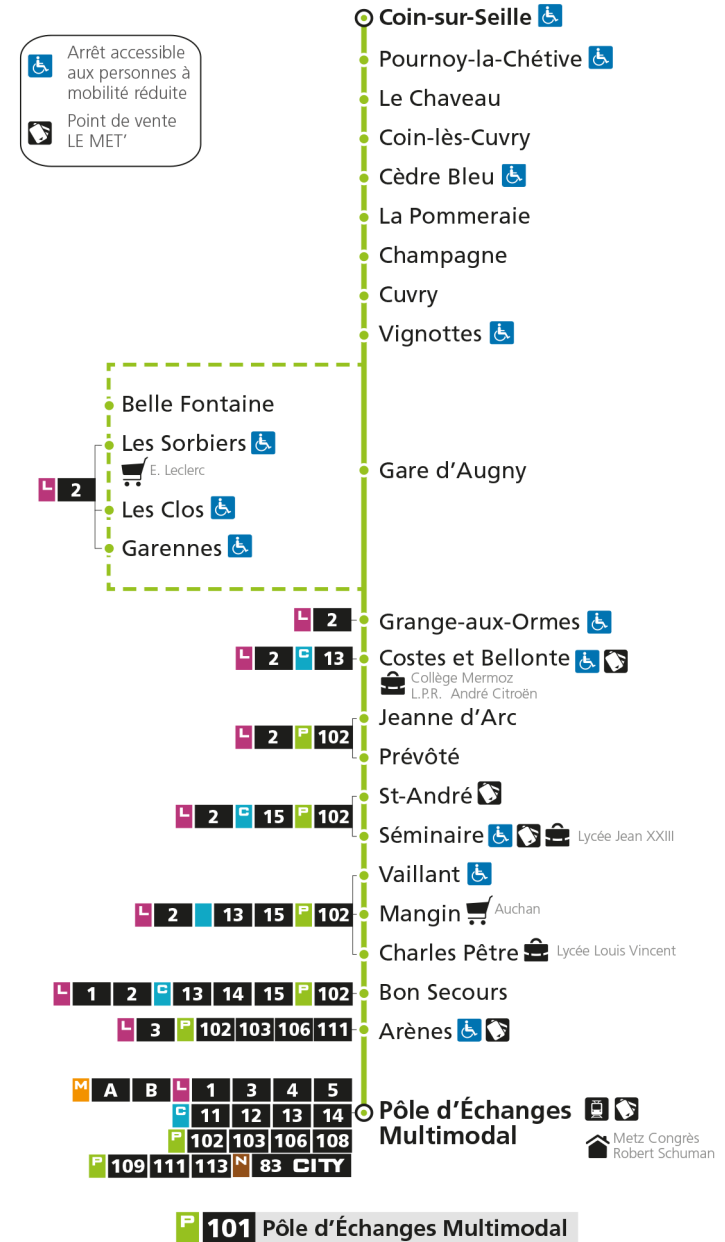 Coin-sur-Seille
Arrêt accessible
aux personnes à
mobilité réduite
Point de vente
LE MET’
Pournoy-la-Chétive
Le Chaveau
Coin-lès-Cuvry
Cèdre Bleu
La Pommeraie
Champagne
Cuvry
Vignottes
Belle Fontaine
Les Sorbiers
E. Leclerc
L 2
Les Clos
Garennes
Gare d’Augny
L 2 Grange-aux-Ormes
L 2 C 13 Costes et Bellonte
Collège Mermoz
L.P.R. André Citroën
Jeanne d’Arc
L 2 P 102
Prévôté
St-André
L 2 C 15 P 102
Séminaire Lycée Jean XXIII
Vaillant
L 2 13 15 P 102 Mangin Auchan
Charles Pêtre Lycée Louis Vincent
L 1 2 C 13 14 15 P 102 Bon Secours
L 3 P 102 103 106 111 Arènes
M A B L 1 3 4 5
C 11 12 13 14
P 102 103 106 108
P 109 111 113 N 83 CITY
Pôle d’Échanges
Multimodal
Metz Congrès
Robert Schuman
P 101 Pôle d’Échanges Multimodal